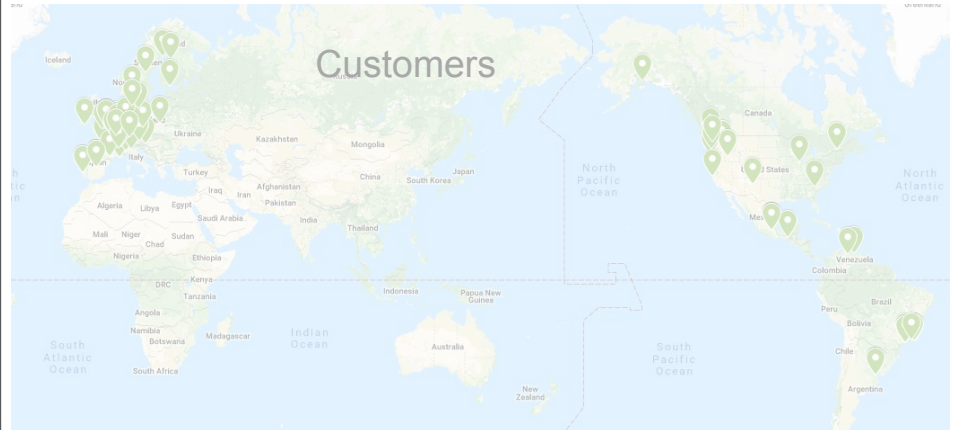 Customers
Iceland
Ukraine
Kazakhstan
Mongolia
Italy
Turkey
China
South Korea
Japan
Iraq
Iran
Afghanistan
Pakistan
Algeria
Libya
Egypt
Saudi Arabia
India
Thailand
Mali
Niger
Chad
Sudan
Nigeria
Ethiopia
DRC
Kenya
Tanzania
Angola
Namibia
Botswana
Madagascar
South Africa
South
Atlantic
Ocean
Indian
Ocean
Indonesia
Papua New
Guinea
Australia
New
Zealand
North
Pacific
Ocean
South
Pacific
Ocean
Canada
North
Atlantic
Ocean
Venezuela
Colombia
Brazil
Peru
Bolivia
Chile
Argentina